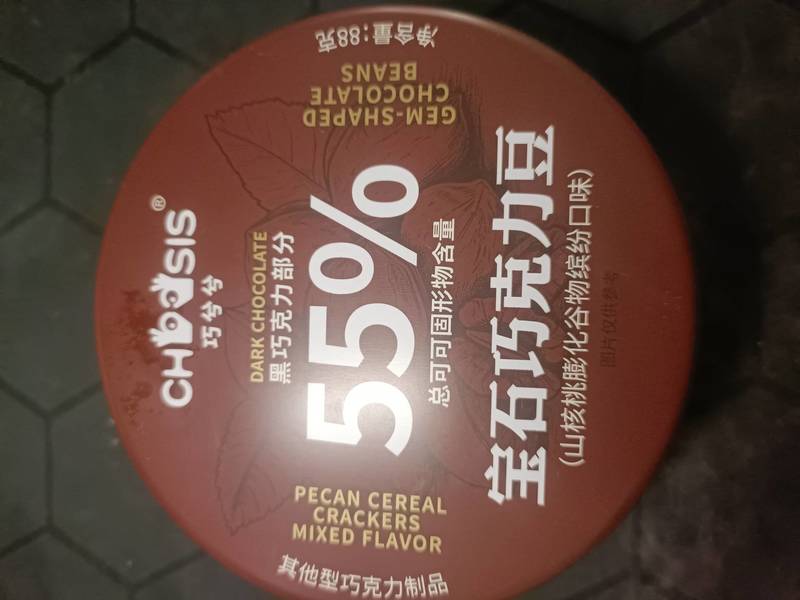 CHOOSIS®
巧兮兮
DARK CHOCOLATE
黑巧克力部分
55%
总可可固形物含量
宝石巧克力豆
(山核桃膨化谷物缤纷口味)
图片仅供参考
PECAN CEREAL
CRACKERS
MIXED FLAVOR
其他型巧克力制品
GEM-SHAPED
CHOCOLATE
BEANS
净含量:88克